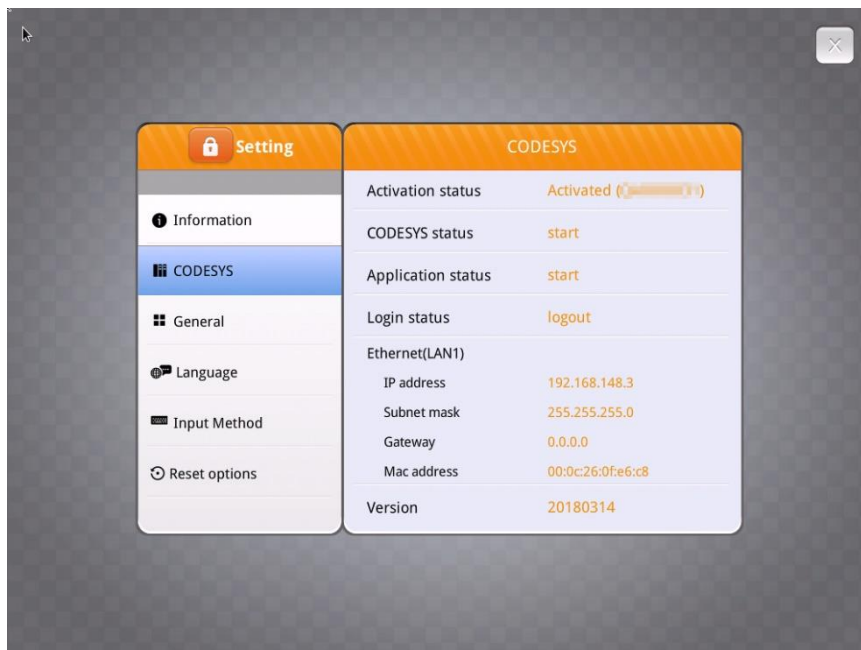 Setting
Information
CODESYS
General
Language
Input Method
Reset options
CODESYS
Activation status Activated ( )
CODESYS status start
Application status start
Login status logout
Ethernet(LAN1)
IP address 192.168.148.3
Subnet mask 255.255.255.0
Gateway 0.0.0.0
Mac address 00:0c:26:0f:e6:c8
Version 20180314